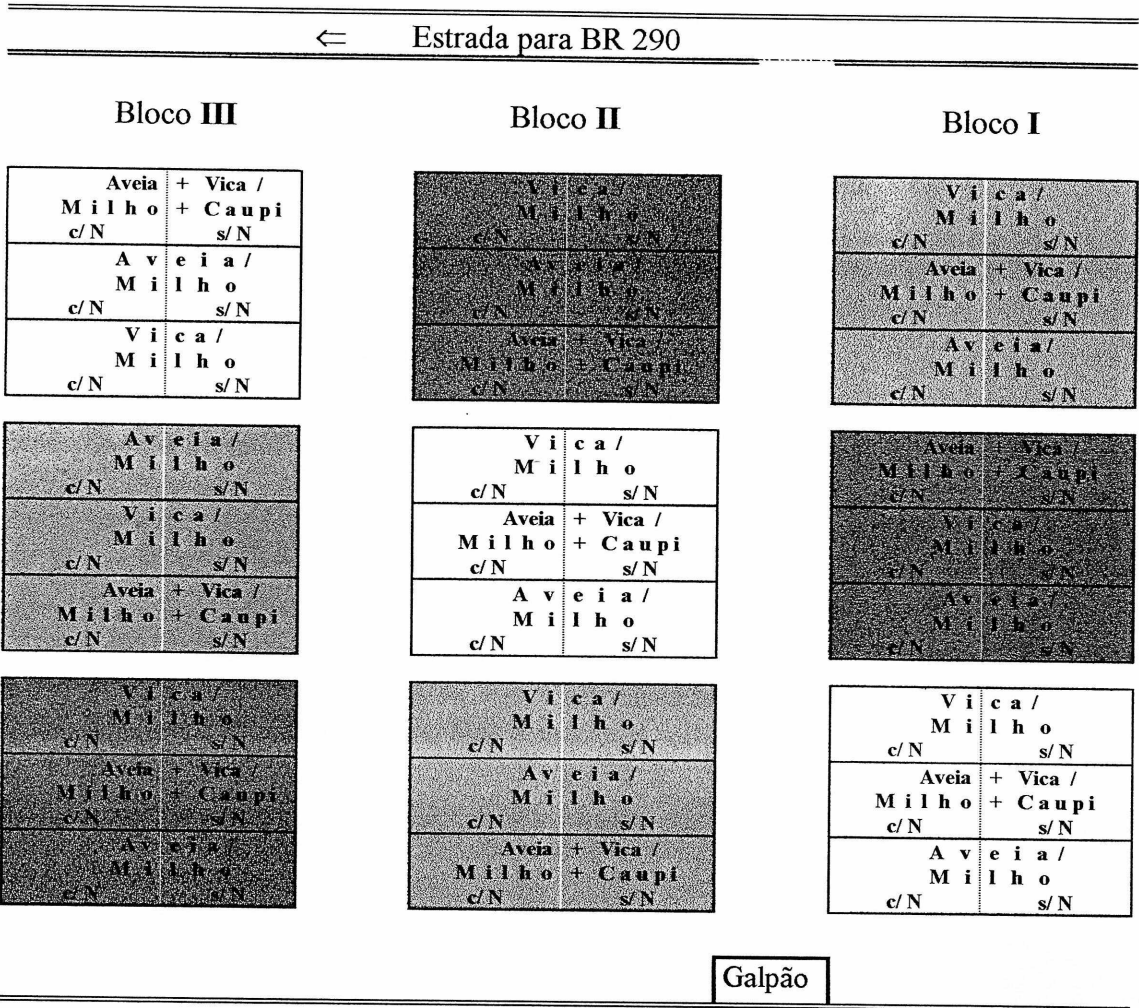 ⇐ Estrada para BR 290
Bloco III
Aveia + Vica /
Milho + Caupi
c/ N s/ N
Aveia/
Milho
c/ N s/ N
Vica/
Milho
c/ N s/ N
Aveia/
Milho
c/ N s/ N
Vica/
Milho
c/ N s/ N
Aveia + Vica /
Milho + Caupi
c/ N s/ N
Vica/
Milho
c/ N s/ N
Aveia + Vica /
Milho + Caupi
c/ N s/ N
Aveia/
Milho
c/ N s/ N
Bloco II
Vica/
Milho
c/ N s/ N
Aveia/
Milho
c/ N s/ N
Aveia + Vica /
Milho + Caupi
c/ N s/ N
Vica/
Milho
c/ N s/ N
Aveia + Vica /
Milho + Caupi
c/ N s/ N
Aveia/
Milho
c/ N s/ N
Vica/
Milho
c/ N s/ N
Aveia/
Milho
c/ N s/ N
Aveia + Vica /
Milho + Caupi
c/ N s/ N
Bloco I
Vica/
Milho
c/ N s/ N
Aveia + Vica /
Milho + Caupi
c/ N s/ N
Aveia/
Milho
c/ N s/ N
Aveia + Vica /
Milho + Caupi
c/ N s/ N
Vica/
Milho
c/ N s/ N
Aveia/
Milho
c/ N s/ N
Vica/
Milho
c/ N s/ N
Aveia + Vica /
Milho + Caupi
c/ N s/ N
Aveia/
Milho
c/ N s/ N
Galpão